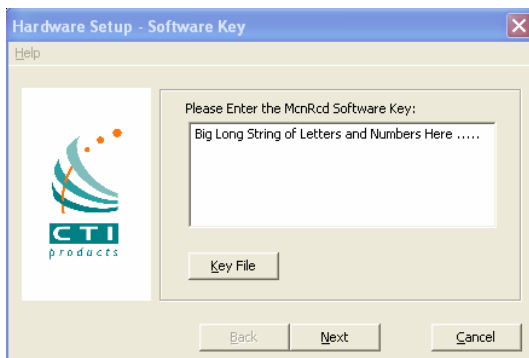 Hardware Setup - Software Key
Help
Please Enter the McnRcd Software Key:
Big Long String of Letters and Numbers Here .....
CTI
products
Key File
Back
Next
Cancel